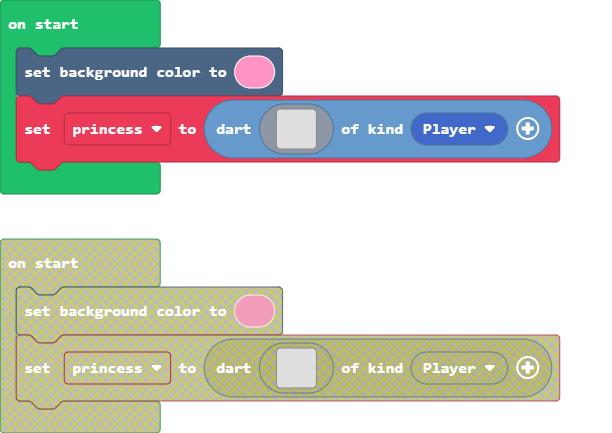 on start
set background color to
set princess to dart of kind Player
on start
set background color to
set princess to dart of kind Player